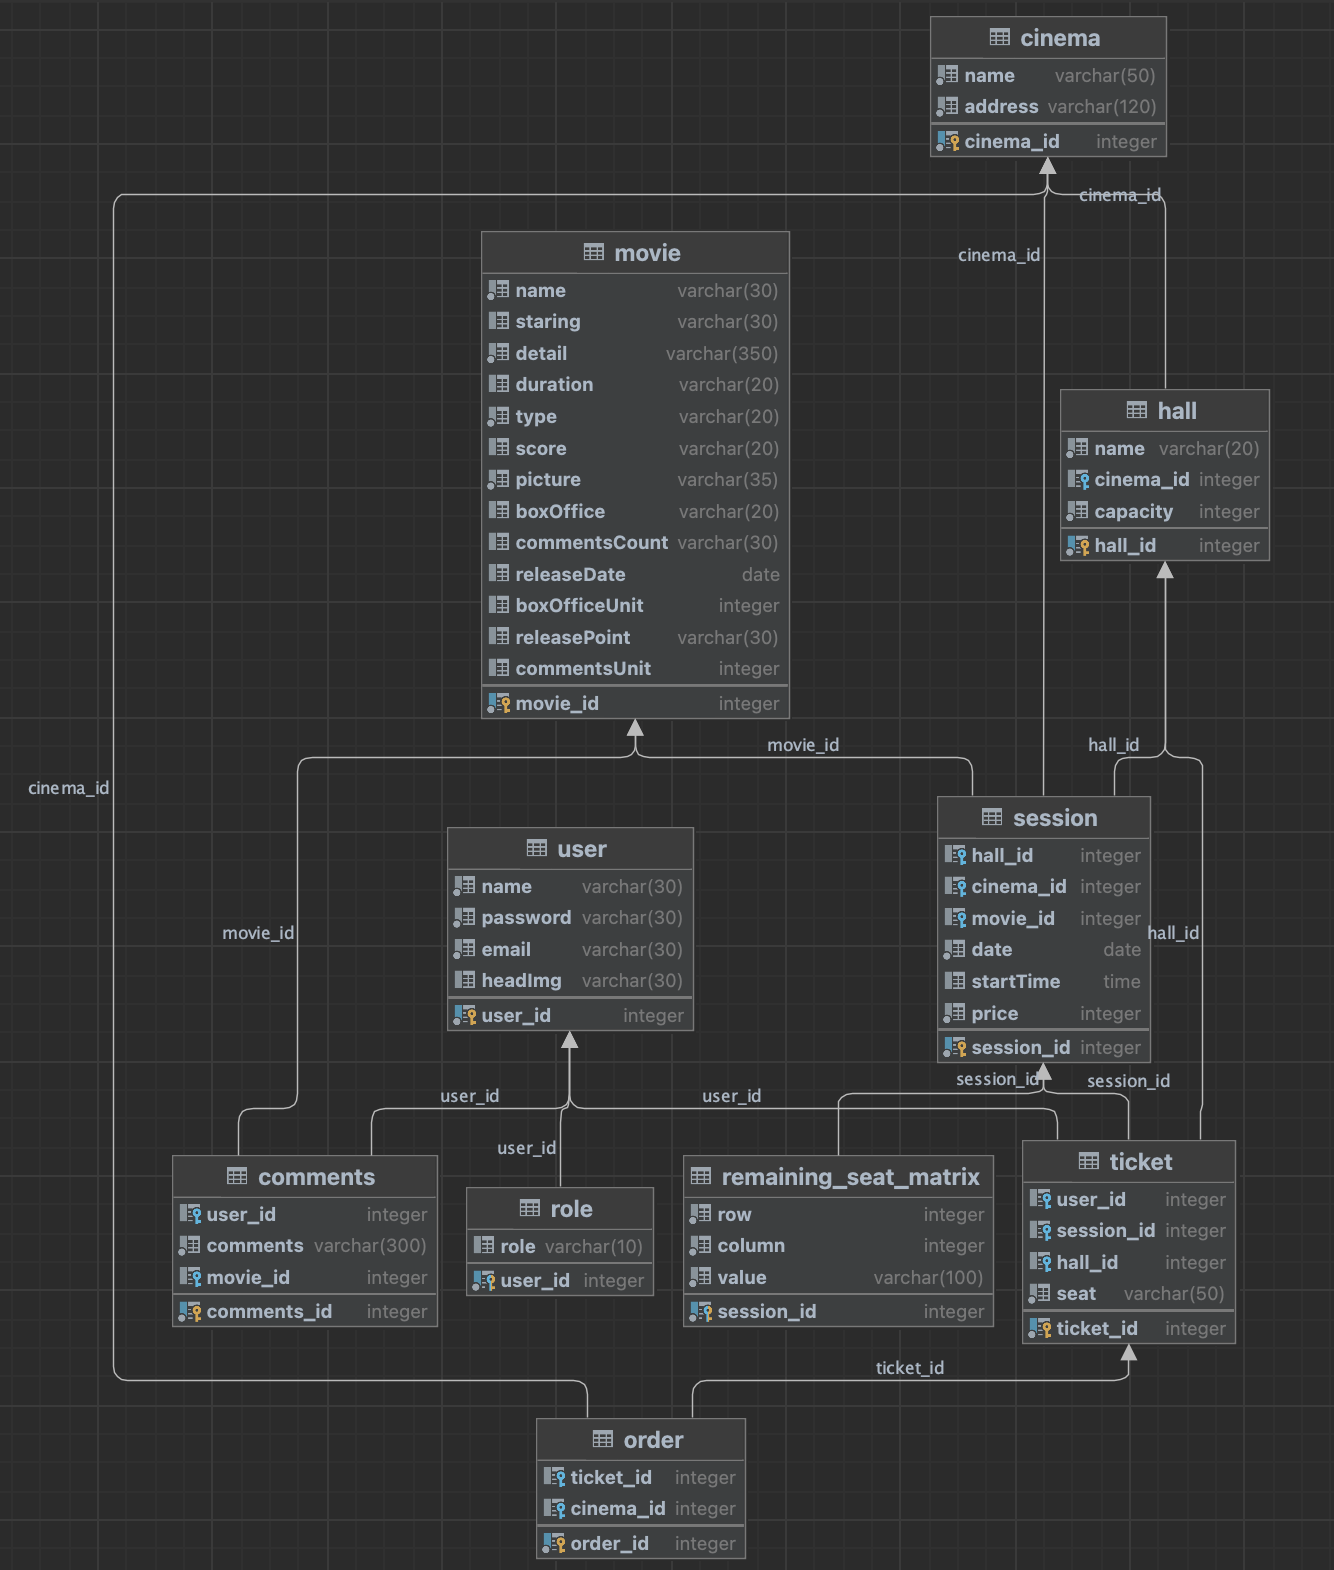 cinema
name varchar(50)
address varchar(120)
cinema_id integer
cinema_id
cinema_id
movie
name varchar(30)
staring varchar(30)
detail varchar(350)
duration varchar(20)
type varchar(20)
score varchar(20)
picture varchar(35)
boxOffice varchar(20)
commentsCount varchar(30)
releaseDate date
boxOfficeUnit integer
releasePoint varchar(30)
commentsUnit integer
movie_id integer
hall
name varchar(20)
cinema_id integer
capacity integer
hall_id integer
movie_id
hall_id
cinema_id
user
name varchar(30)
password varchar(30)
email varchar(30)
headImg varchar(30)
user_id integer
session
hall_id integer
cinema_id integer
movie_id integer
date date
startTime time
price integer
session_id integer
movie_id
hall_id
session_id
session_id
user_id
user_id
user_id
comments
user_id integer
comments varchar(300)
movie_id integer
comments_id integer
role
role varchar(10)
user_id integer
remaining_seat_matrix
row integer
column integer
value varchar(100)
session_id integer
ticket
user_id integer
session_id integer
hall_id integer
seat varchar(50)
ticket_id integer
ticket_id
order
ticket_id integer
cinema_id integer
order_id integer